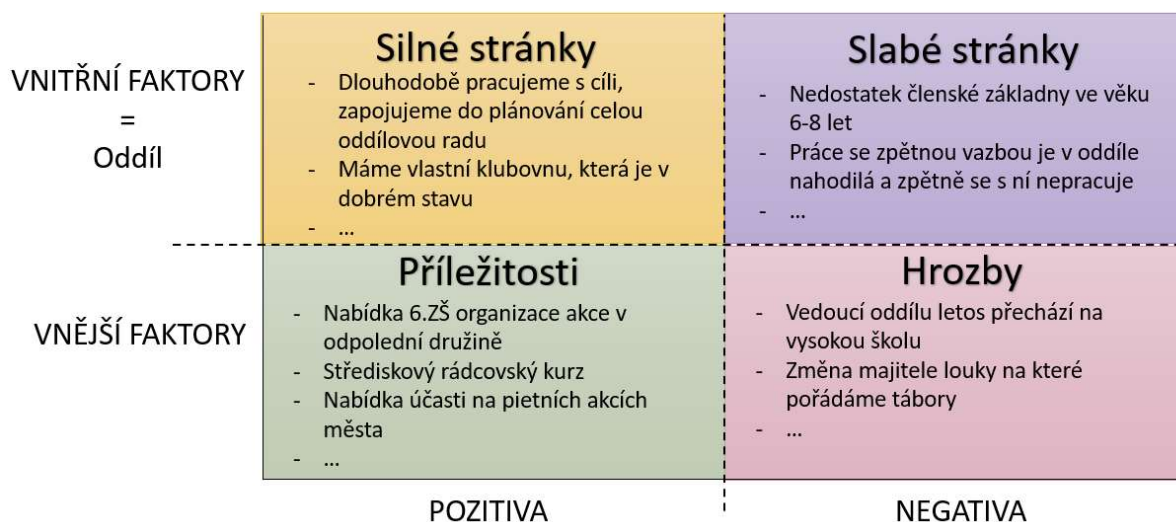 VNITŘNÍ FAKTORY
=
Oddíl
Silné stránky
- Dlouhodobě pracujeme s cíli,
zapojujeme do plánování celou
oddílovou radu
- Máme vlastní klubovnu, která je v
dobrém stavu
- ...
Slabé stránky
- Nedostatek členské základny ve věku
6-8 let
- Práce se zpětnou vazbou je v oddíle
nahodilá a zpětně se s ní nepracuje
- ...
VNĚJŠÍ FAKTORY
Příležitosti
- Nabídka 6.ZŠ organizace akce v
odpolední družině
- Střediskový rádcovský kurz
- Nabídka účasti na pietních akcích
města
- ...
Hrozby
- Vedoucí oddílu letos přechází na
vysokou školu
- Změna majitele louky na které
pořádáme tábory
- ...
POZITIVA
NEGATIVA